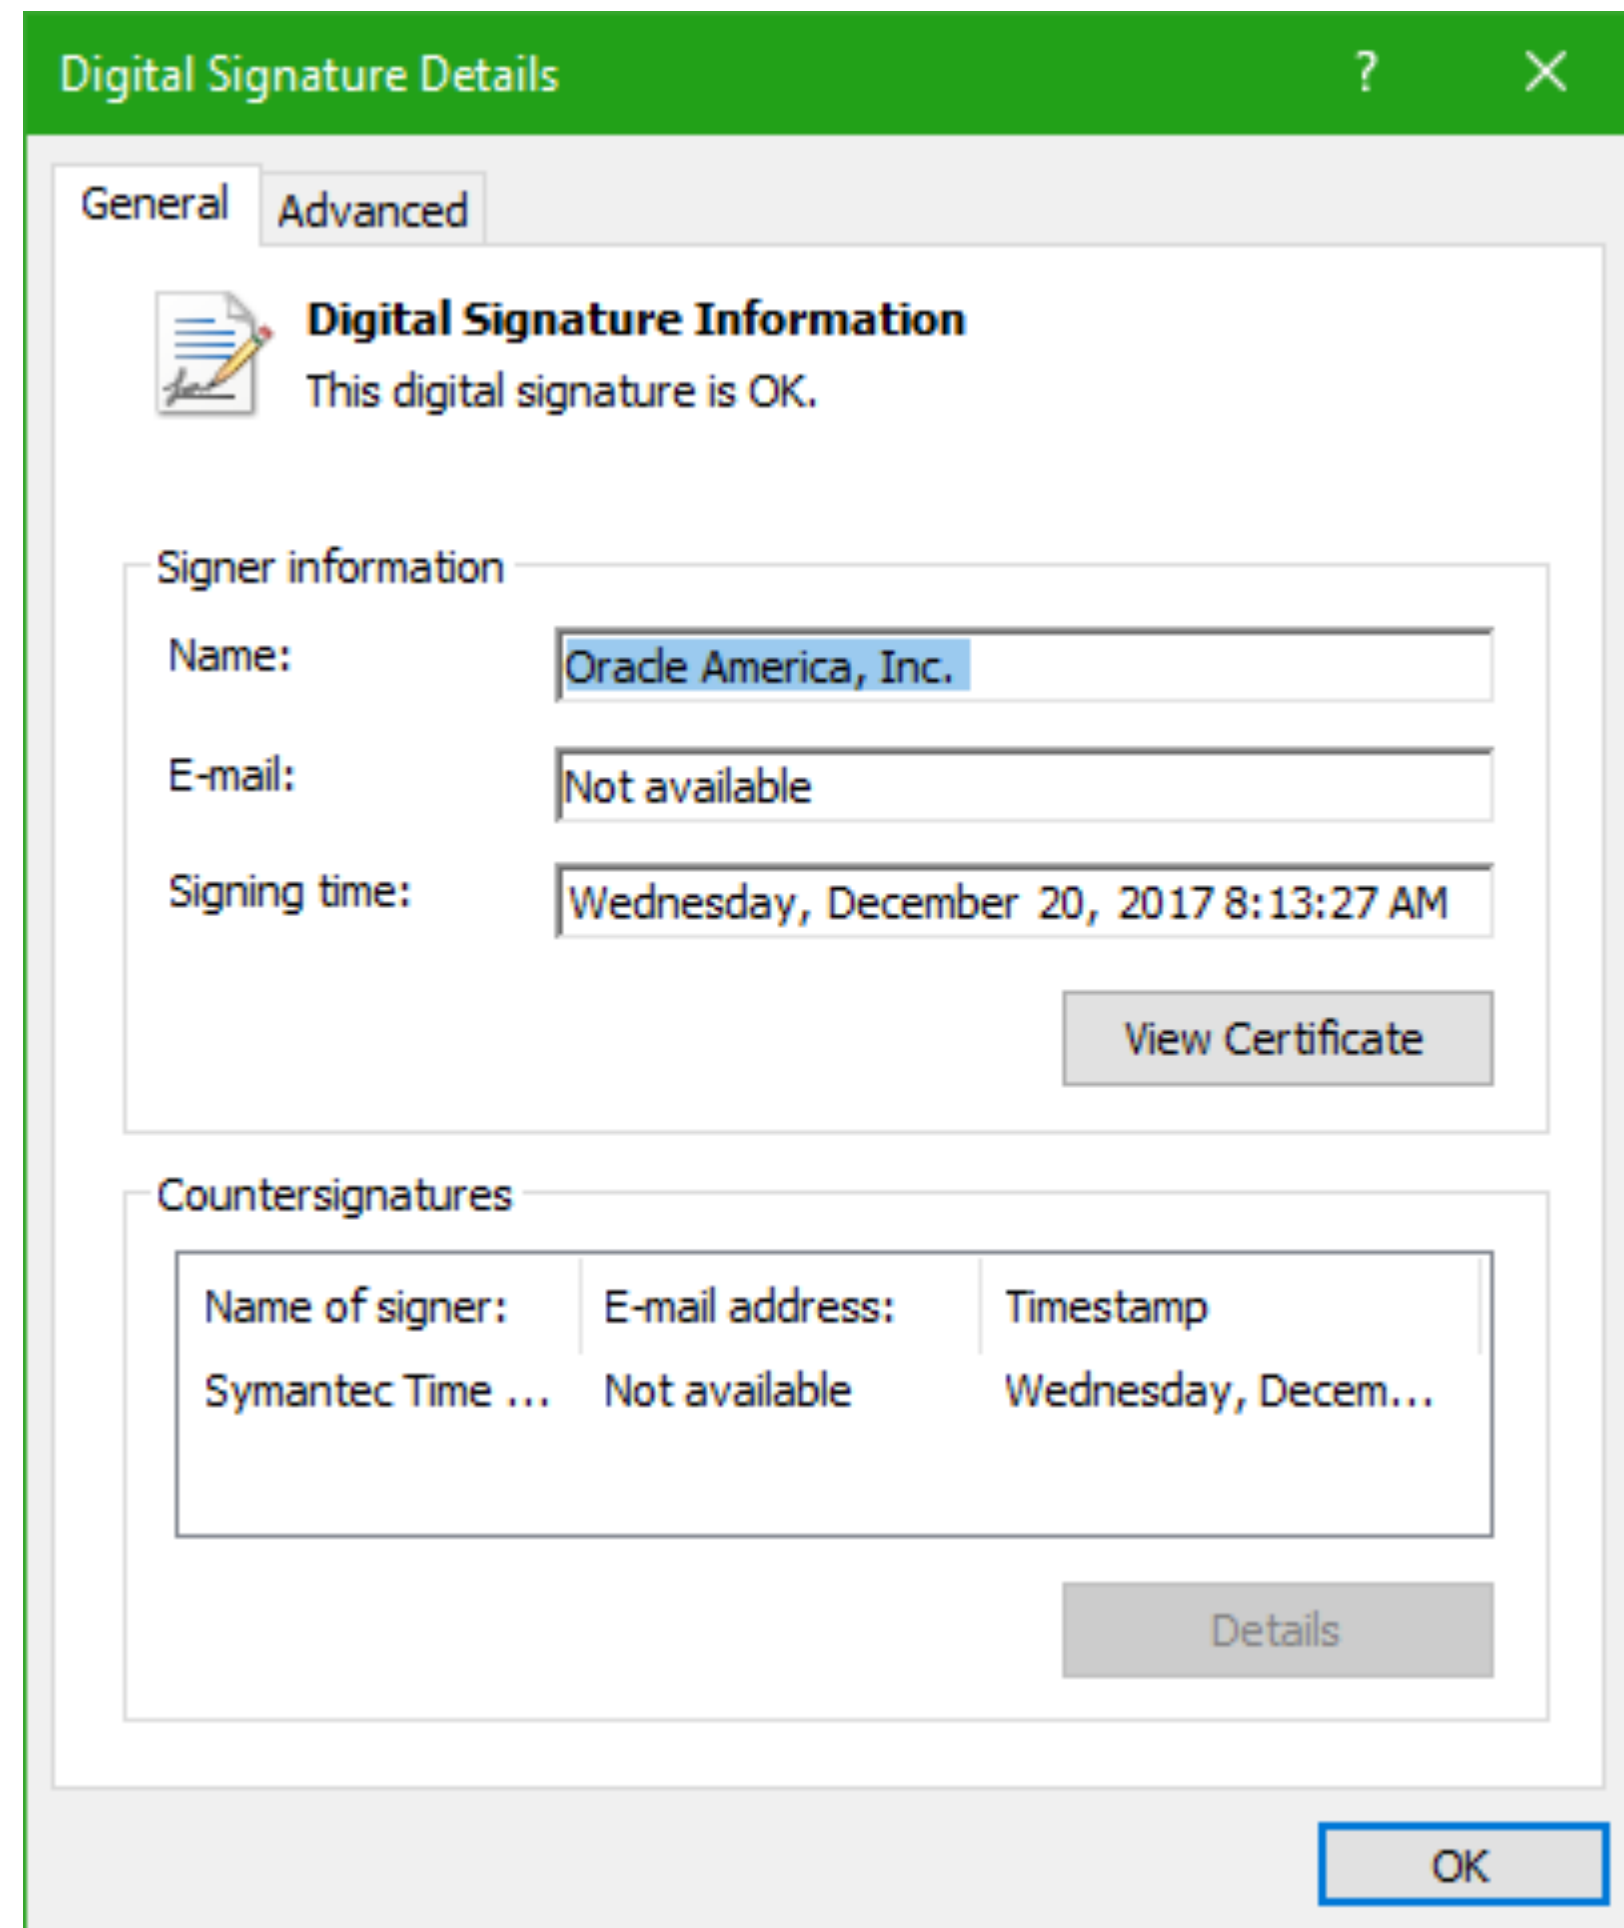 Digital Signature Details ?
General Advanced
Digital Signature Information
This digital signature is OK.
Signer information
Name: Oracle America, Inc.
E-mail: Not available
Signing time: Wednesday, December 20, 2017 8:13:27 AM
View Certificate
Countersignatures
Name of signer: E-mail address: Timestamp
Symantec Time ... Not available Wednesday, Decem...
Details
OK